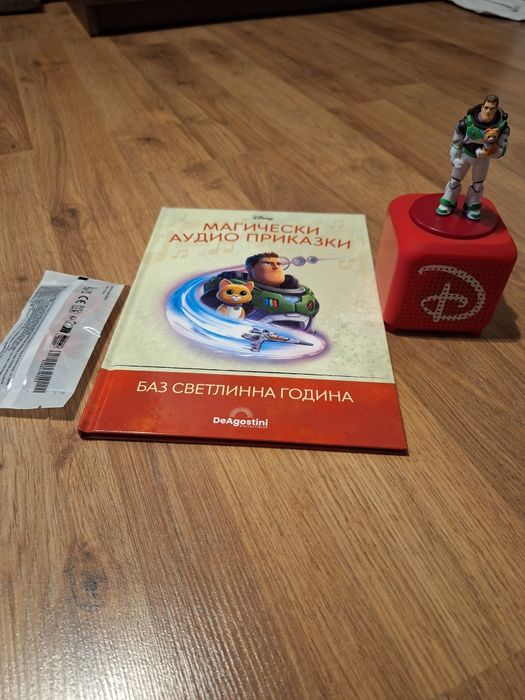 Disney
МАГИЧЕСКИ
АУДИО ПРИКАЗКИ
БАЗ СВЕТЛИННА ГОДИНА
DeAgostini